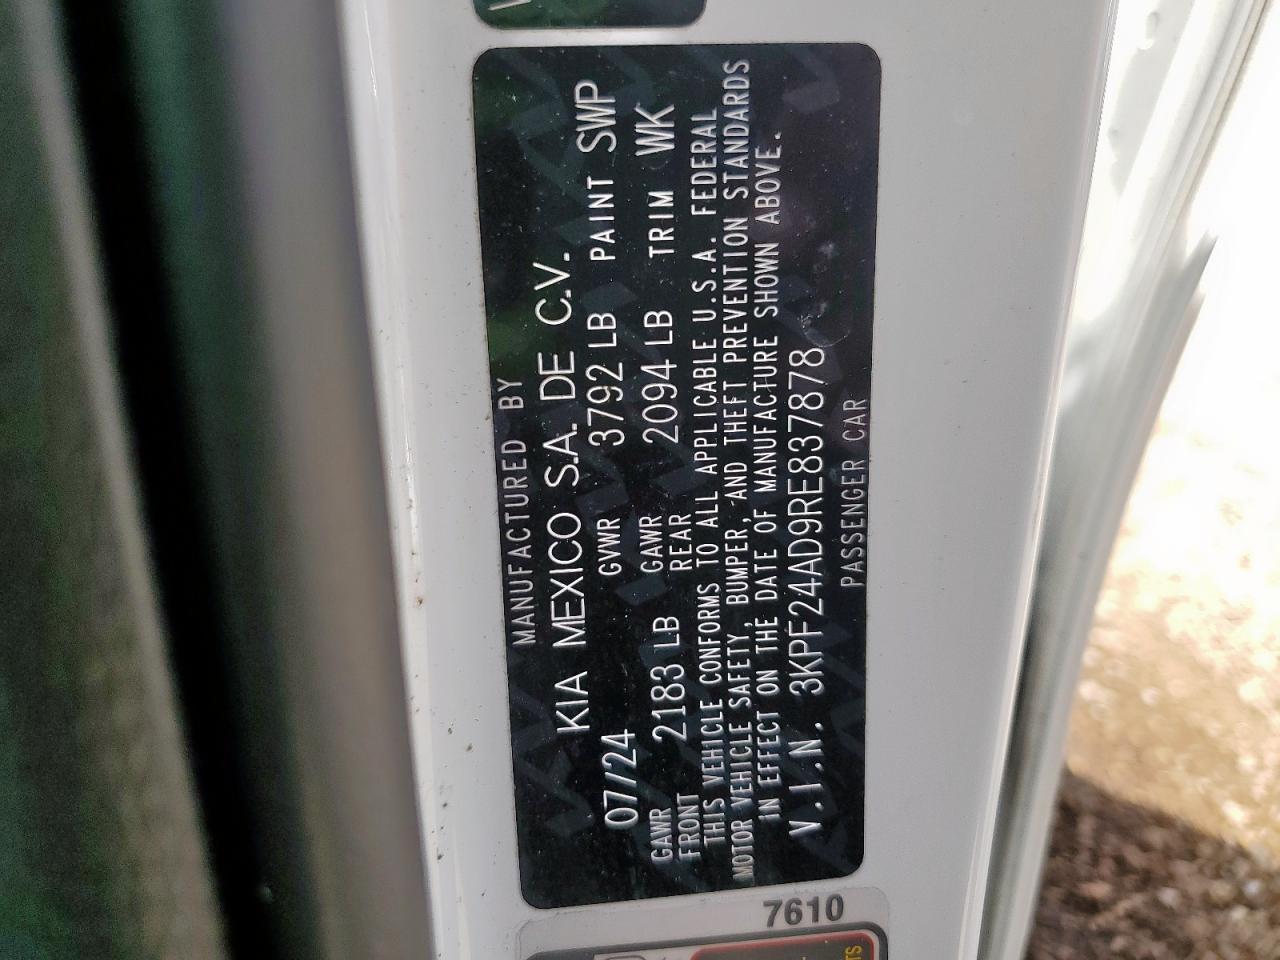 MANUFACTURED BY
KIA MEXICO S.A. DE C.V.
07/24 GVWR 3792 LB PAINT SWP
GAWR FRONT 2183 LB GAWR REAR 2094 LB TRIM WK
THIS VEHICLE CONFORMS TO ALL APPLICABLE U.S.A. FEDERAL
MOTOR VEHICLE SAFETY, BUMPER, AND THEFT PREVENTION STANDARDS
IN EFFECT ON THE DATE OF MANUFACTURE SHOWN ABOVE.
V.I.N. 3KPF24AD9RE837878
PASSENGER CAR
7610